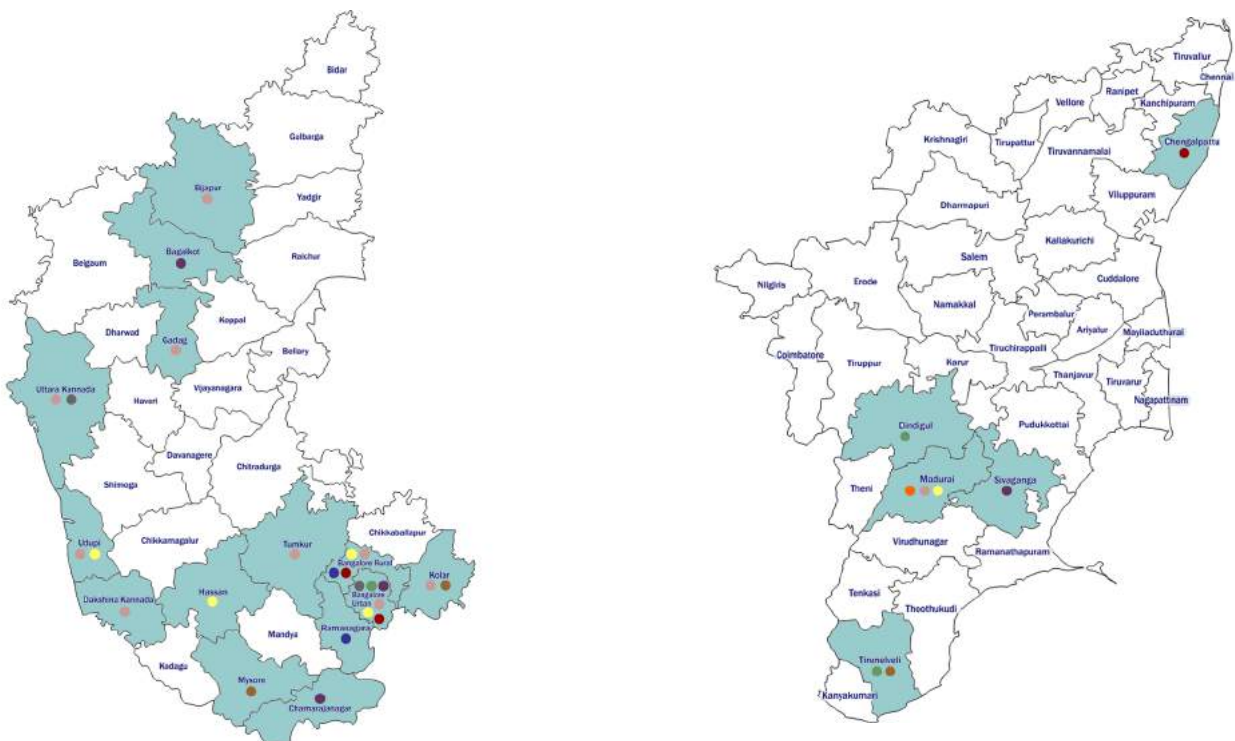 Bidar
Gulbarga
Bijapur
Yadgir
Bagalkot
Belgaum
Raichur
Koppal
Dharwad
Gadag
Bellary
Uttara Kannada
Vijayanagara
Haveri
Davanagere
Chitradurga
Shimoga
Chikkaballapur
Chikkamagalur
Udupi
Tumkur
Bangalore Rural
Kolar
Hassan
Dakshina Kannada
Bangalore
Urban
Ramanagara
Mandya
Kodagu
Mysore
Chamarajanagar
Tiruvallur
Chennai
Ranipet
Vellore
Kanchipuram
Krishnagiri
Tirupattur
Chengalpattu
Tiruvannamalai
Viluppuram
Dharmapuri
Kallakurichi
Salem
Cuddalore
Nilgiris
Erode
Namakkal
Perambalur
Ariyalur
Mayiladuthurai
Tiruchirappalli
Coimbatore
Tiruppur
Karur
Thanjavur
Tiruvarur
Nagapattinam
Dindigul
Pudukkottai
Madurai
Sivaganga
Theni
Virudhunagar
Ramanathapuram
Tenkasi
Thoothukudi
Tirunelveli
Kanyakumari